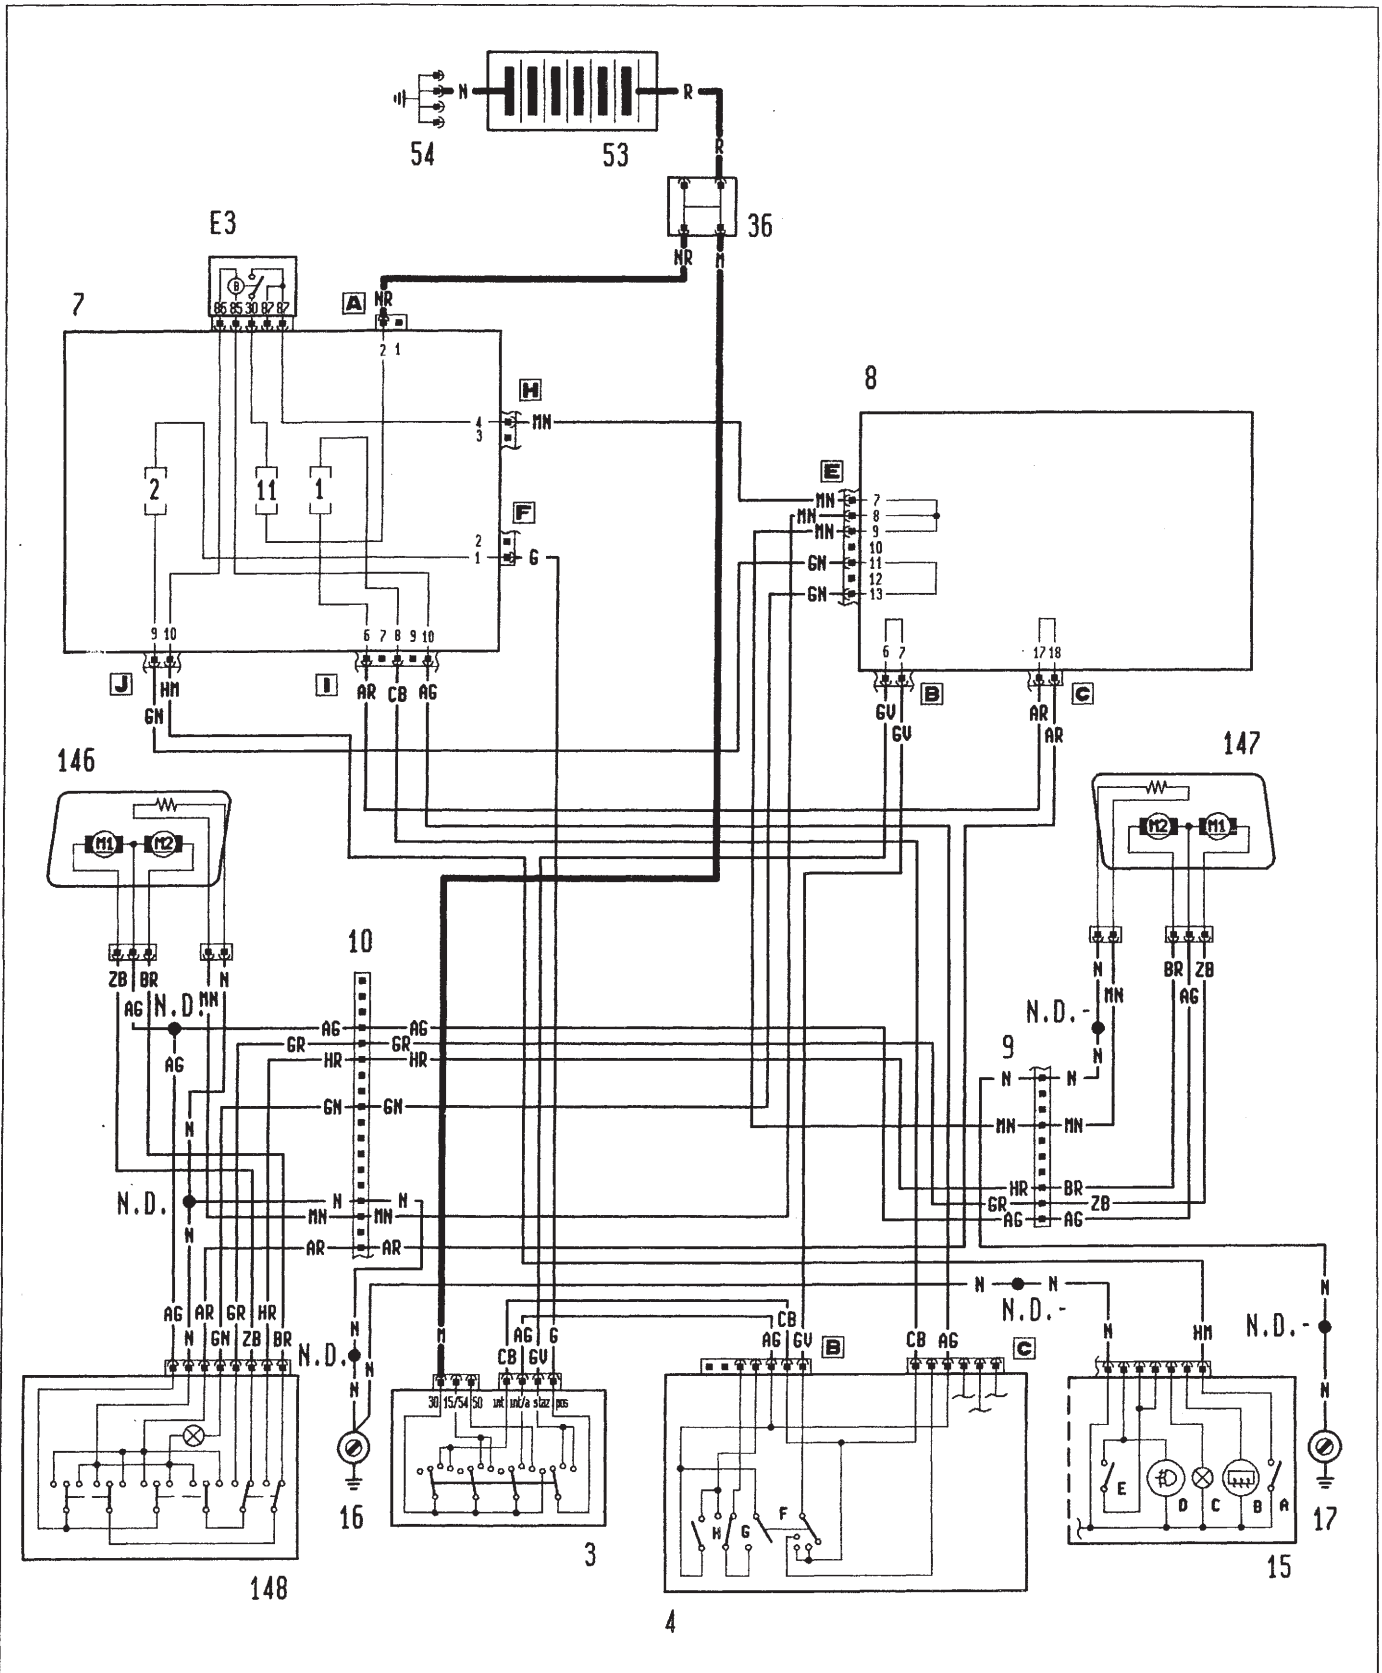 N
R
54
53
R
36
E3
NR
M
7
A
NR
86 85 30 87 87
B
2 1
8
H
4
MN
3
E
MN
7
2
11
1
MN
8
F
MN
9
2
10
1
G
GN
11
12
GN
13
9 10
6 7 8 9 10
6 7
17 18
J
HM
I
AR
CB
AG
B
C
GN
GV
GV
AR
AR
146
147
M1
M2
M2
M1
10
ZB
BR
MN
N
N
MN
BR
ZB
AG
N.D.
AG
N.D.-
AG
AG
9
N
AG
GR
GR
HR
HR
N
N
GN
GN
N
MN
MN
HR
BR
N.D.
N
N
GR
ZB
MN
MN
AG
AG
N
AR
AR
N
N
N
N.D.-
AG
AR
GR
HR
N
GN
ZB
BR
N
N.D.
N
M
CB
AG
GV
G
CB
AG
GV
B
CB
AG
C
N
HM
N.D.-
N
N
30 15/54 50
int int/a staz pos
16
H
G
F
E
D
C
B
A
17
148
3
15
4